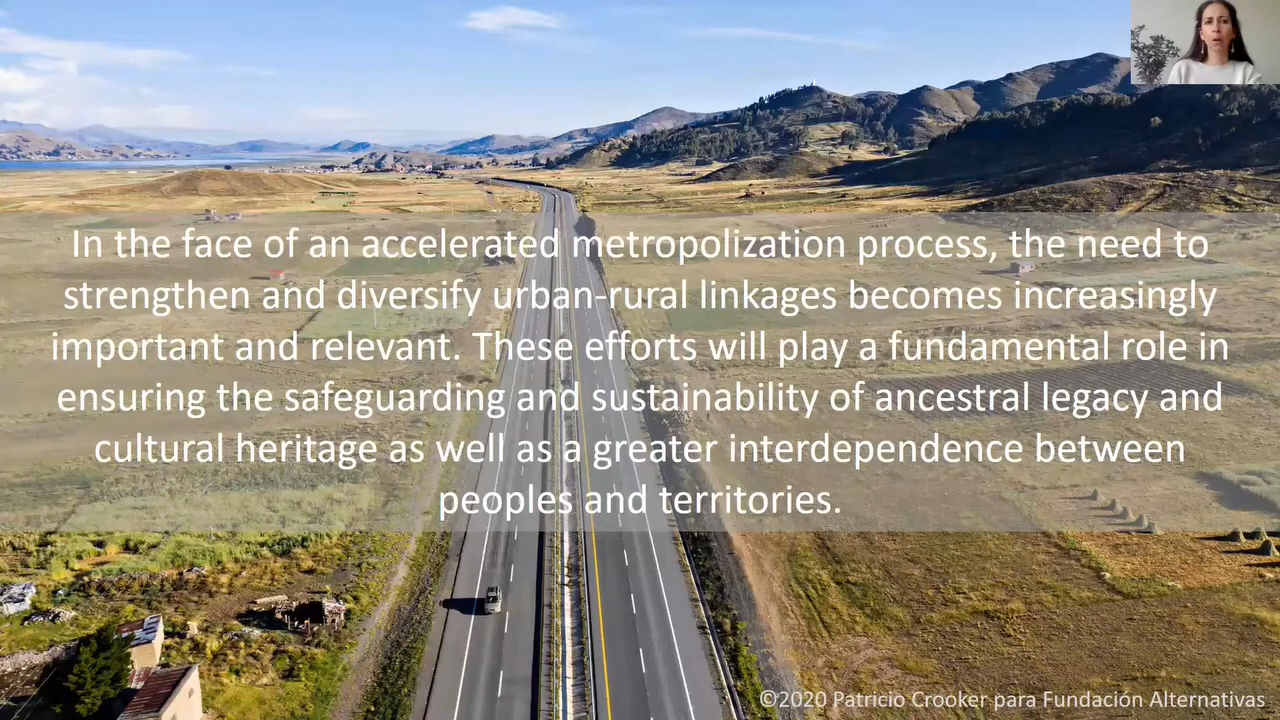 In the face of an accelerated metropolization process, the need to
strengthen and diversify urban-rural linkages becomes increasingly
important and relevant. These efforts will play a fundamental role in
ensuring the safeguarding and sustainability of ancestral legacy and
cultural heritage as well as a greater interdependence between
peoples and territories.
©2020 Patricio Crooker para Fundación Alternativas